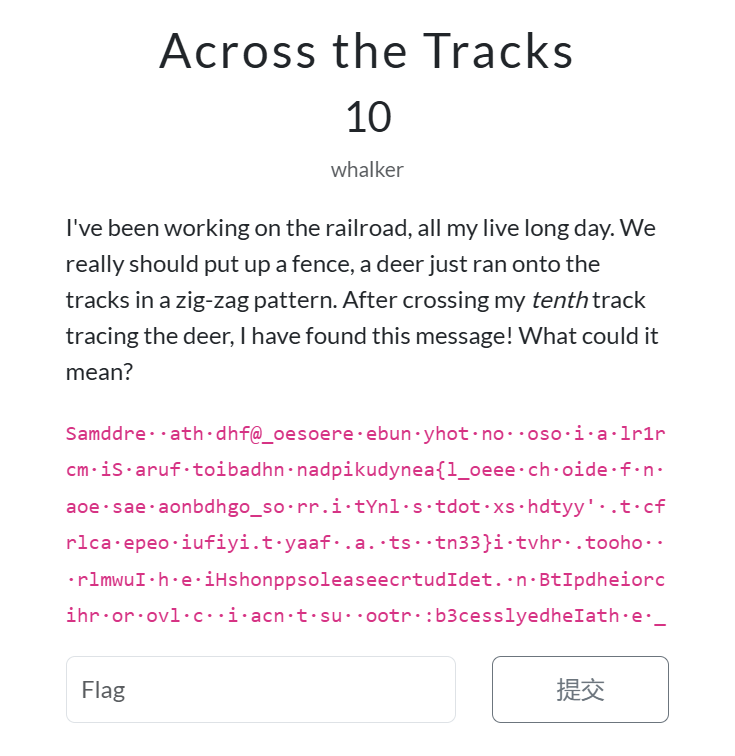 Across the Tracks
10
whalker
I've been working on the railroad, all my live long day. We
really should put up a fence, a deer just ran onto the
tracks in a zig-zag pattern. After crossing my tenth track
tracing the deer, I have found this message! What could it
mean?
Samddre··ath·dhf@_oesoere·ebun·yhot·no··oso·i·a·lr1r
cm·iS·aruf·toibadhn·nadpikudynea{l_oeee·ch·oide·f·n·
aoe·sae·aonbdhgo_so·rr.i·tYnl·s·tdot·xs·hdtyy'·.t·cf
rlca·epeo·iufiyi.t·yaaf·.a.·ts··tn33}i·tvhr·.tooho··
·rlmwuI·h·e·iHshonppsoleaseecrtudIdet.·n·BtIpdheiorc
ihr·or·ovl·c··i·acn·t·su··ootr·:b3cesslyedheIath·e·_
Flag
提交